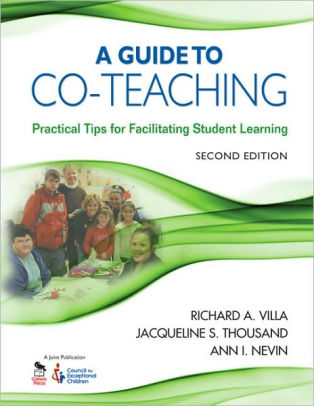 A GUIDE TO
CO-TEACHING
Practical Tips for Facilitating Student Learning
SECOND EDITION
RICHARD A. VILLA
JACQUELINE S. THOUSAND
ANN I. NEVIN
A Joint Publication
Corwin
Press
Council for
Exceptional
Children